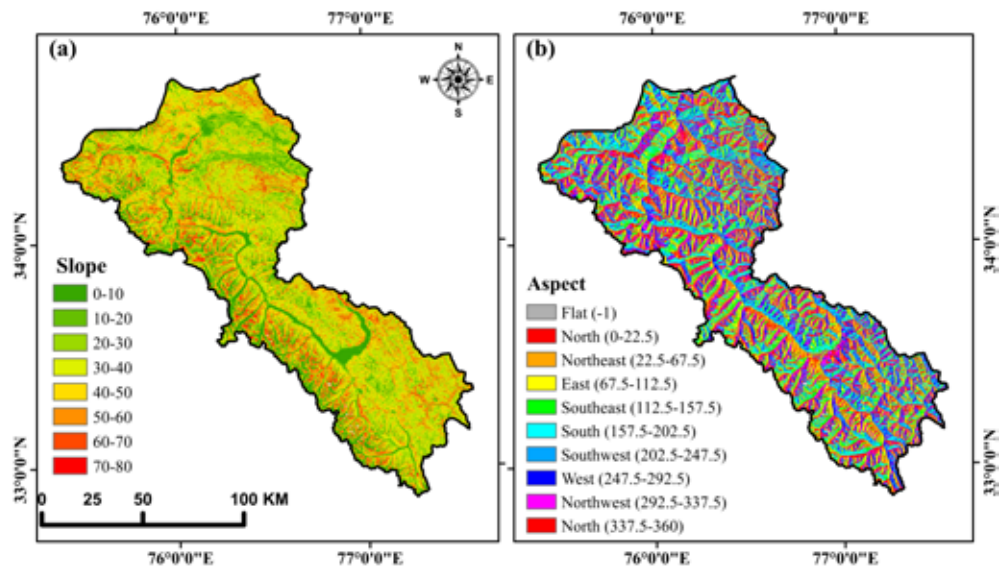 76°0'0"E 77°0'0"E 76°0'0"E 77°0'0"E
(a) N (b)
W E
S
34°0'0"N 34°0'0"N
Slope
0-10
10-20
20-30
30-40
40-50
50-60
60-70
70-80
0 25 50 100 KM
Aspect
Flat (-1)
North (0-22.5)
Northeast (22.5-67.5)
East (67.5-112.5)
Southeast (112.5-157.5)
South (157.5-202.5)
Southwest (202.5-247.5)
West (247.5-292.5)
Northwest (292.5-337.5)
North (337.5-360)
33°0'0"N 33°0'0"N
76°0'0"E 77°0'0"E 76°0'0"E 77°0'0"E